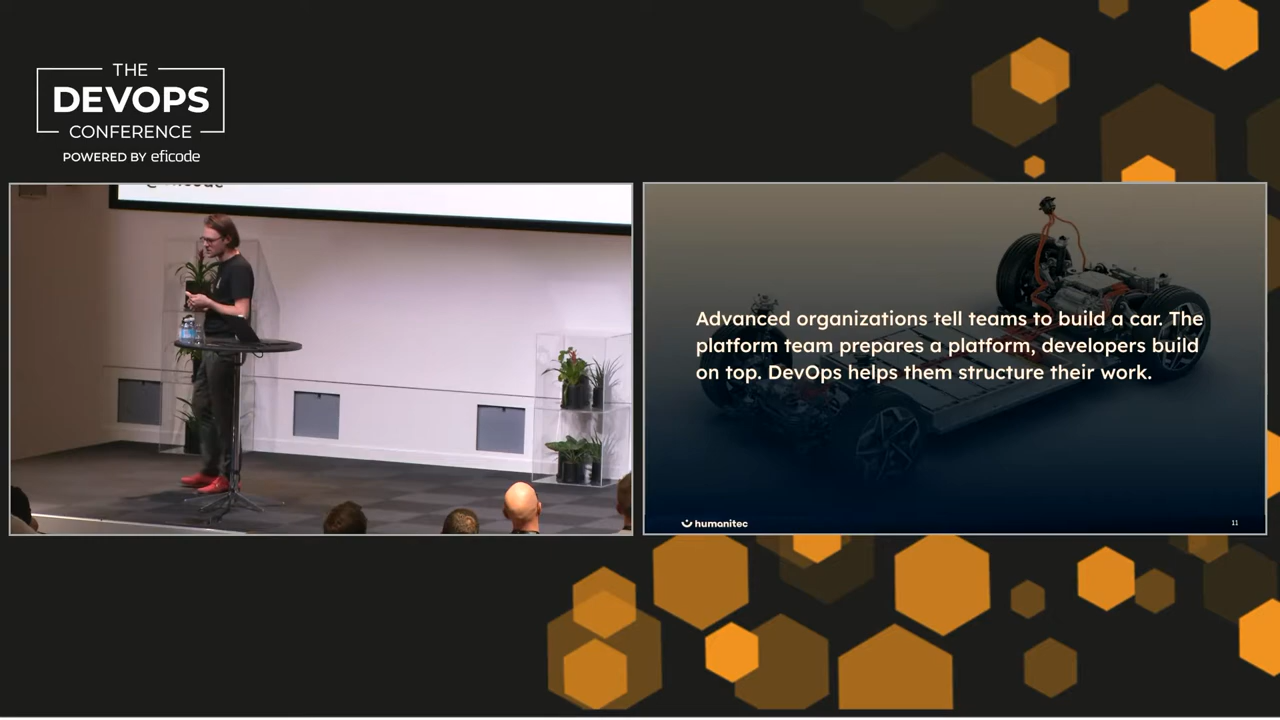 THE
DEVOPS
CONFERENCE
POWERED BY eficode
Advanced organizations tell teams to build a car. The
platform team prepares a platform, developers build
on top. DevOps helps them structure their work.
humanitec
11